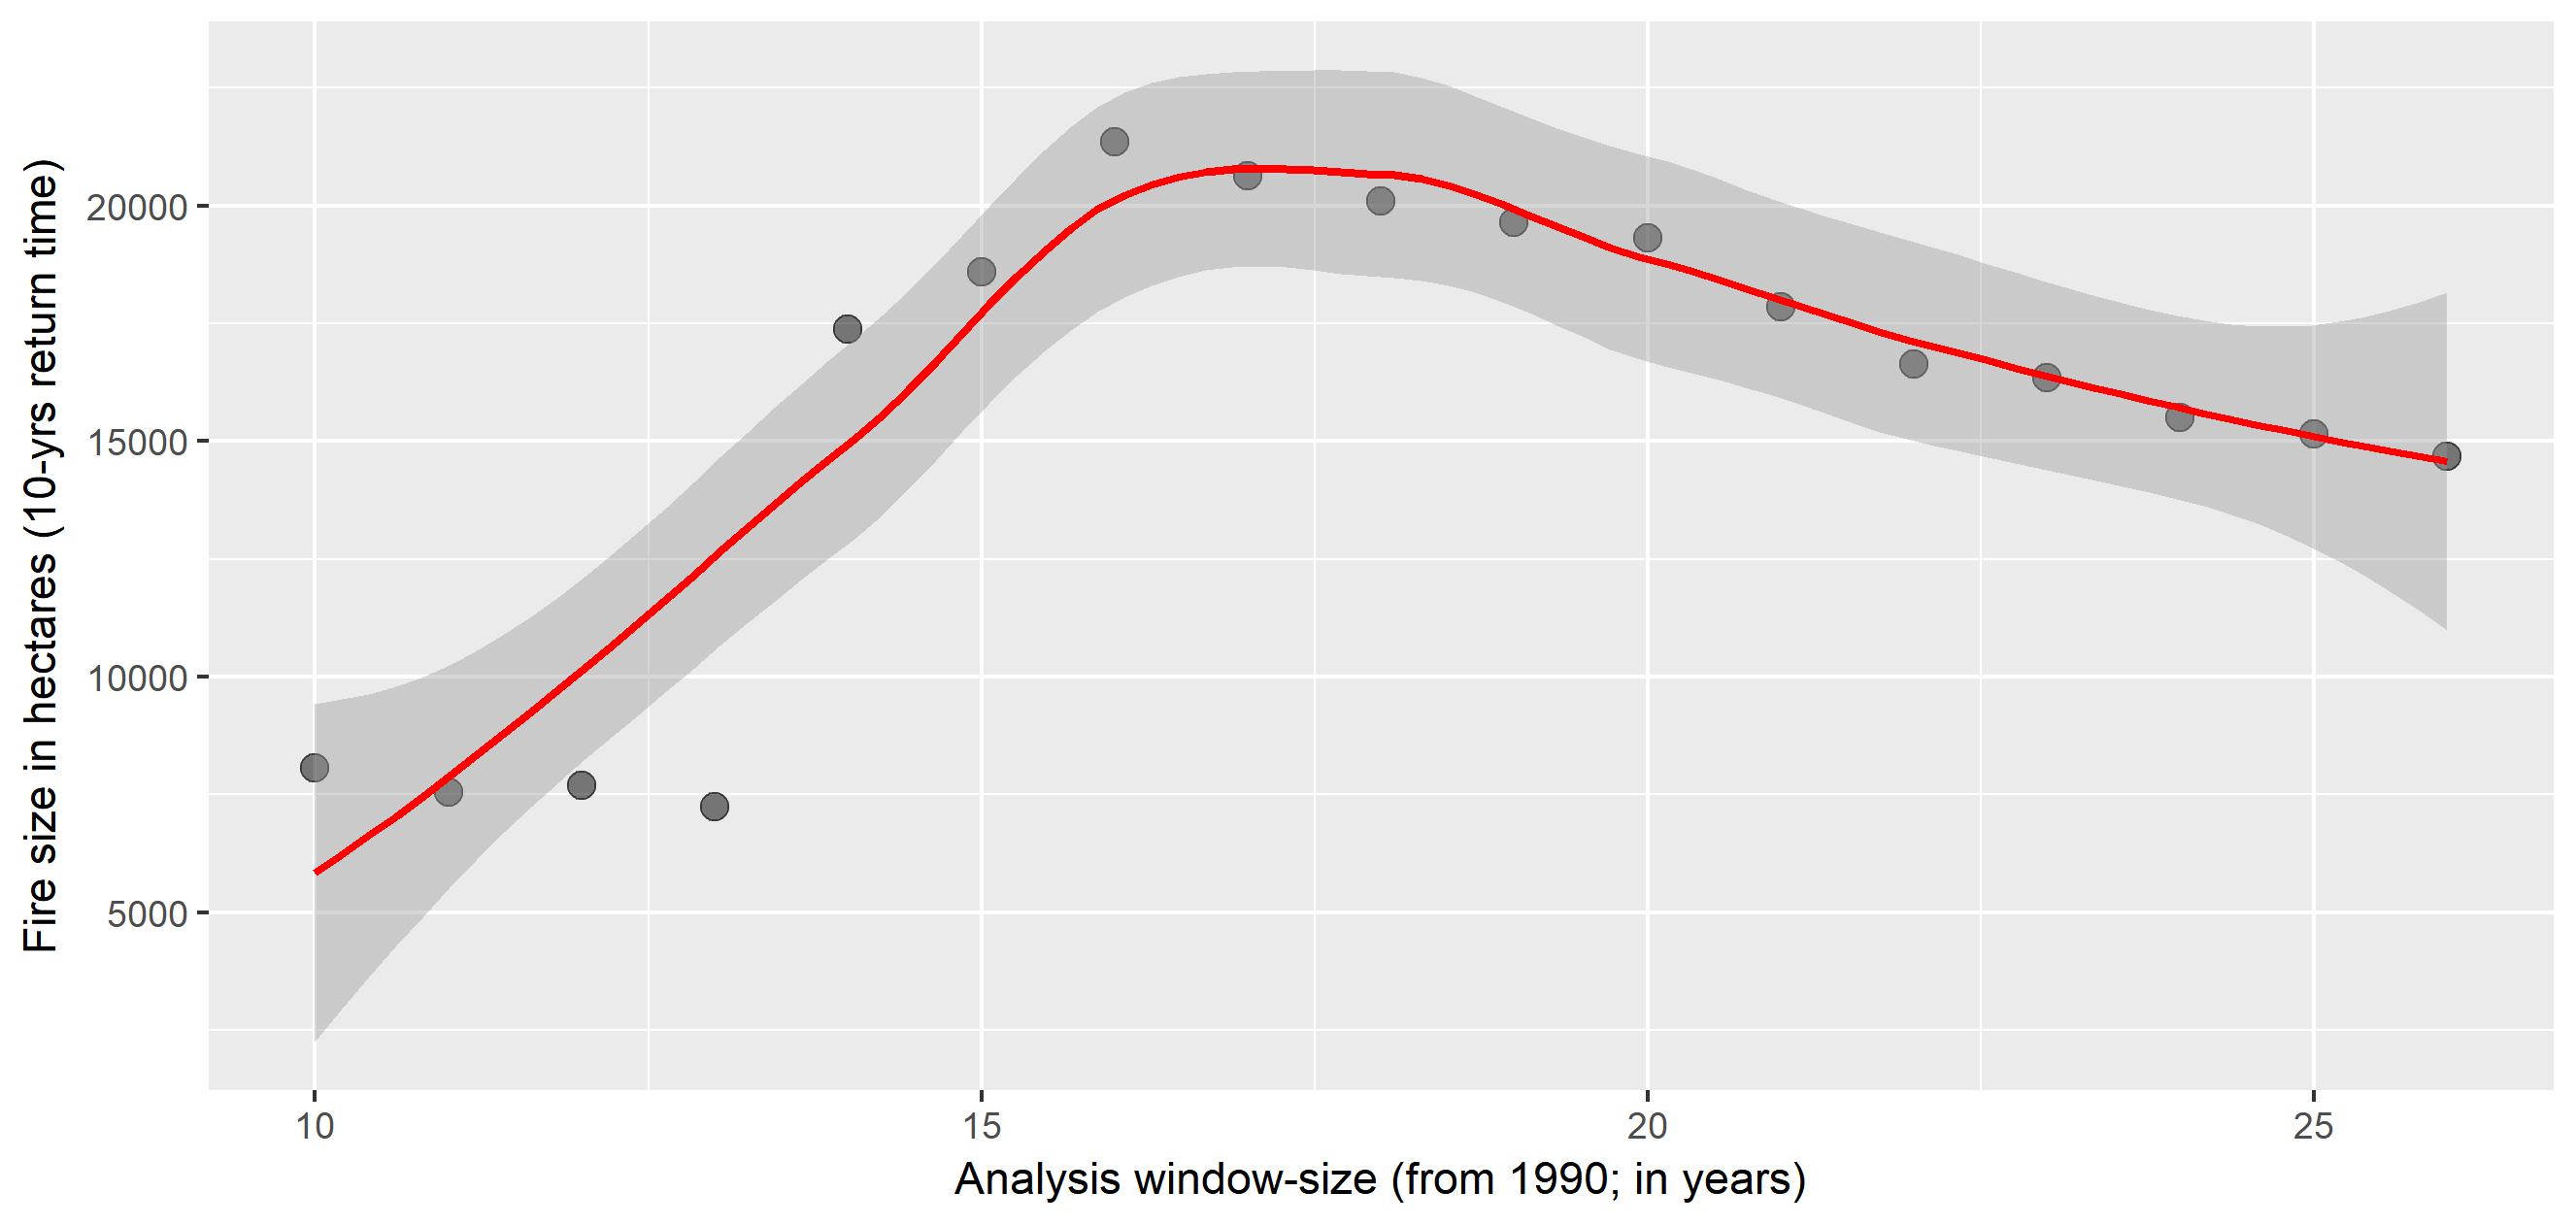 Fire size in hectares (10-yrs return time)
20000
15000
10000
5000
10 15 20 25
Analysis window-size (from 1990; in years)